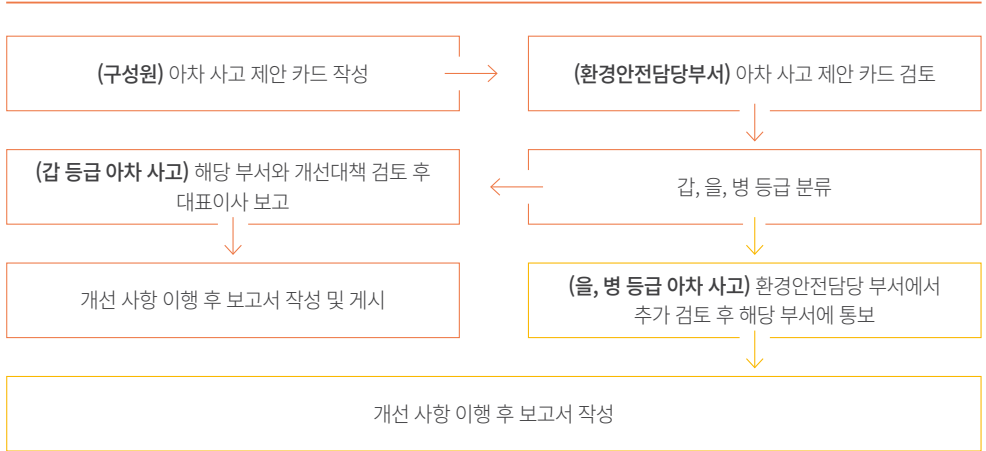 (구성원) 아차 사고 제안 카드 작성
(환경안전담당부서) 아차 사고 제안 카드 검토
갑, 을, 병 등급 분류
(갑 등급 아차 사고) 해당 부서와 개선대책 검토 후
대표이사 보고
개선 사항 이행 후 보고서 작성 및 게시
(을, 병 등급 아차 사고) 환경안전담당 부서에서
추가 검토 후 해당 부서에 통보
개선 사항 이행 후 보고서 작성